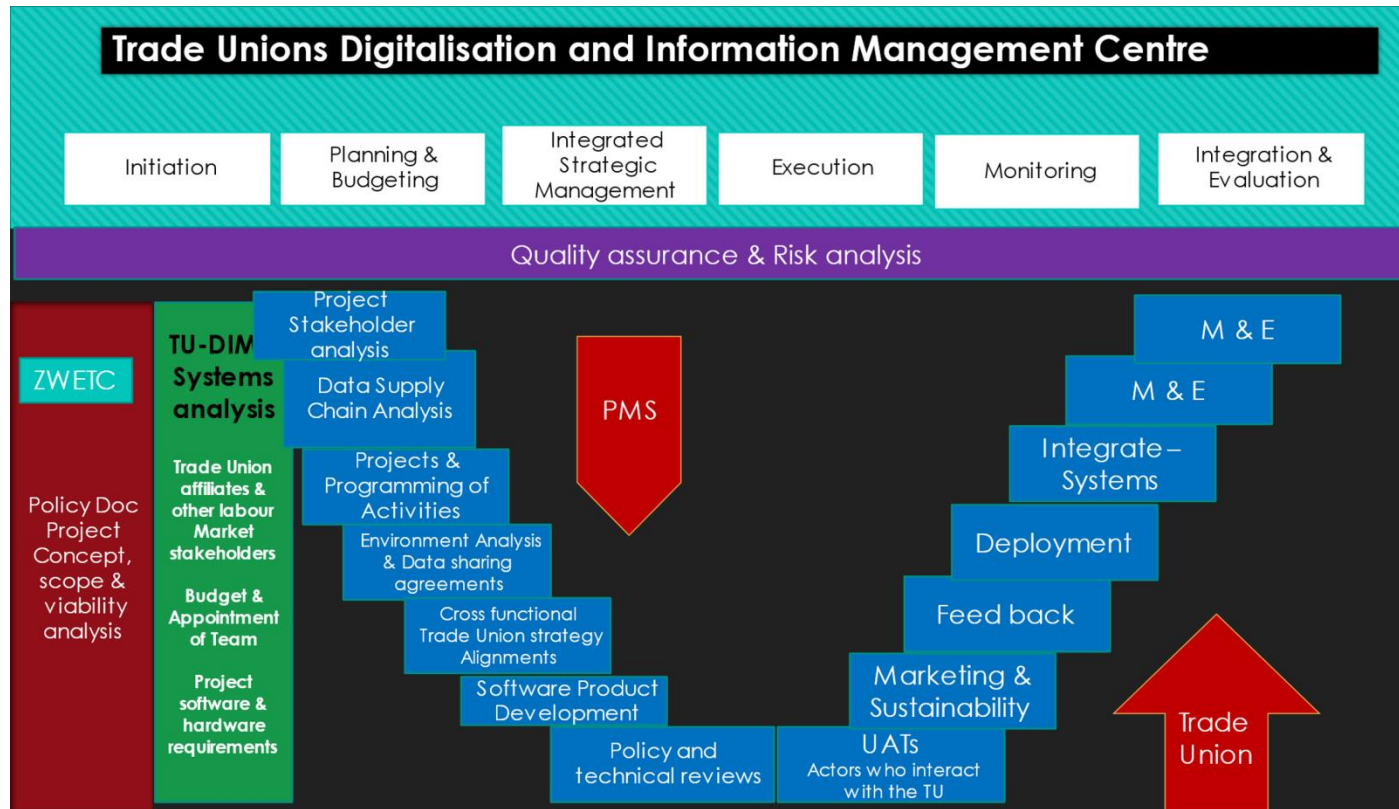 Trade Unions Digitalisation and Information Management Centre
Initiation
Planning &
Budgeting
Integrated
Strategic
Management
Execution
Monitoring
Integration &
Evaluation
Quality assurance & Risk analysis
ZWETC
Policy Doc
Project
Concept,
scope &
viability
analysis
TU-DIM
Systems
analysis
Trade Union
affiliates &
other labour
Market
stakeholders
Budget &
Appointment
of Team
Project
software &
hardware
requirements
Project
Stakeholder
analysis
Data Supply
Chain Analysis
Projects &
Programming of
Activities
Environment Analysis
& Data sharing
agreements
Cross functional
Trade Union strategy
Alignments
Software Product
Development
Policy and
technical reviews
PMS
UATs
Actors who interact
with the TU
Marketing &
Sustainability
Feed back
Deployment
Integrate –
Systems
M & E
M & E
Trade
Union